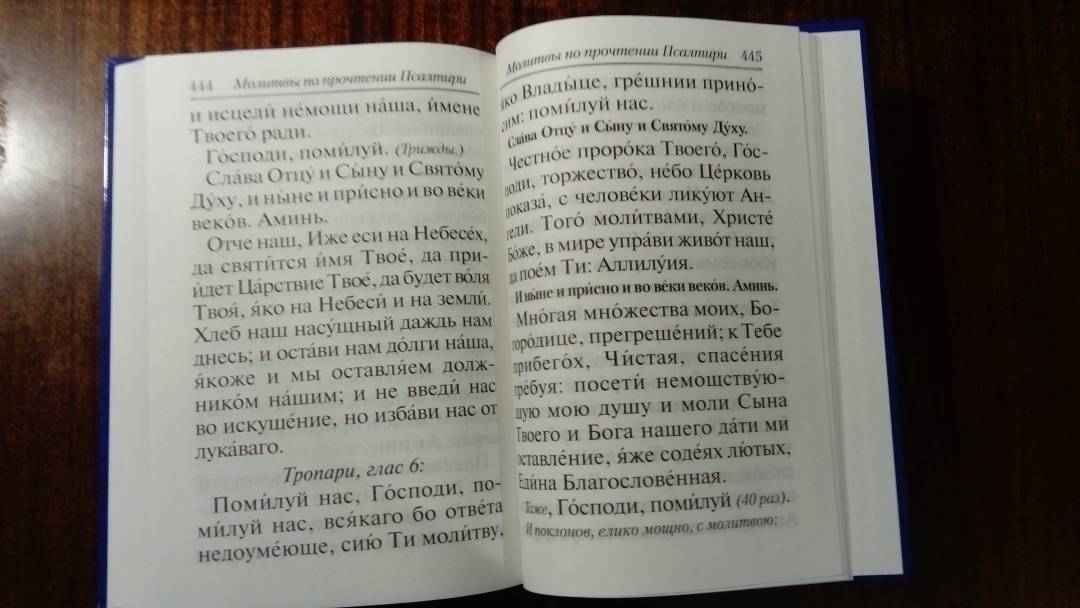 444 Молитвы по прочтении Псалтири
и исцели́ не́мощи на́ша, и́мене
Твоего́ ради.
Го́споди, поми́луй. (Трижды.)
Сла́ва Отцу́ и Сы́ну и Свято́му
Ду́ху, и ны́не и при́сно и во ве́ки
веко́в. Аминь.
Отче наш, Иже еси на Небесе́х,
да святи́тся и́мя Твое́, да при-
и́дет Ца́рствие Твое́, да будет во́ля
Твоя́, я́ко на Небеси́ и на земли́.
Хлеб наш насу́щный даждь нам
днесь; и оста́ви нам до́лги на́ша,
я́коже и мы оставля́ем долж-
нико́м на́шим; и не введи́ нас
во искуше́ние, но изба́ви нас от
лука́ваго.
Тропари, глас 6:
Поми́луй нас, Го́споди, по-
ми́луй нас, вся́каго бо отве́та
недоуме́юще, сию́ Ти моли́тву,
Молитвы по прочтении Псалтири 445
я́ко Влады́це, гре́шнии прино́-
сим: поми́луй нас.
Сла́ва Отцу́ и Сы́ну и Свято́му Ду́ху.
Честно́е проро́ка Твоего́, Го́с-
поди, торжество́, не́бо Це́рковь
показа́, с челове́ки лику́ют Ан-
гели. Того́ моли́твами, Христе́
Бо́же, в мире упра́ви живо́т наш,
да пое́м Ти: Аллилу́ия.
И ны́не и при́сно и во ве́ки веко́в. Аминь.
Мно́гая мно́жества моих, Бо-
горо́дице, прегреше́ний; к Тебе
прибего́х, Чи́стая, спасе́ния
тре́буя: посети́ немощству́ю-
щую мою́ душу и моли Сына
Твоего и Бога нашего да́ти ми
оставле́ние, я́же соде́ях лю́тых,
Еди́на Благослове́нная.
Таже, Го́споди, поми́луй (40 раз).
И поклонов, елико мощно, с молитвою: